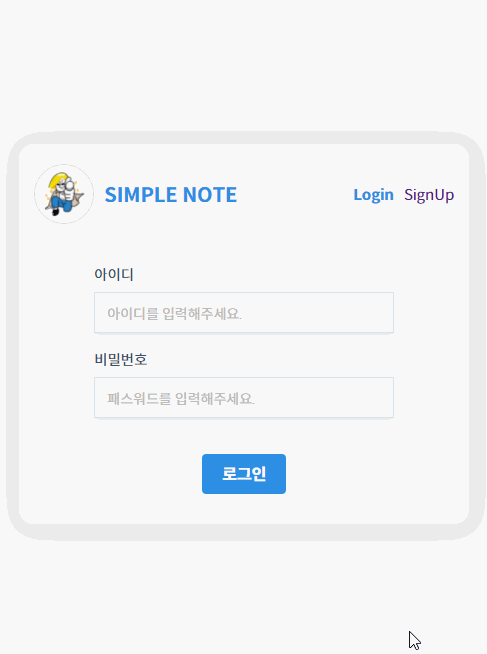 SIMPLE NOTE
Login SignUp
아이디
아이디를 입력해주세요.
비밀번호
패스워드를 입력해주세요.
로그인